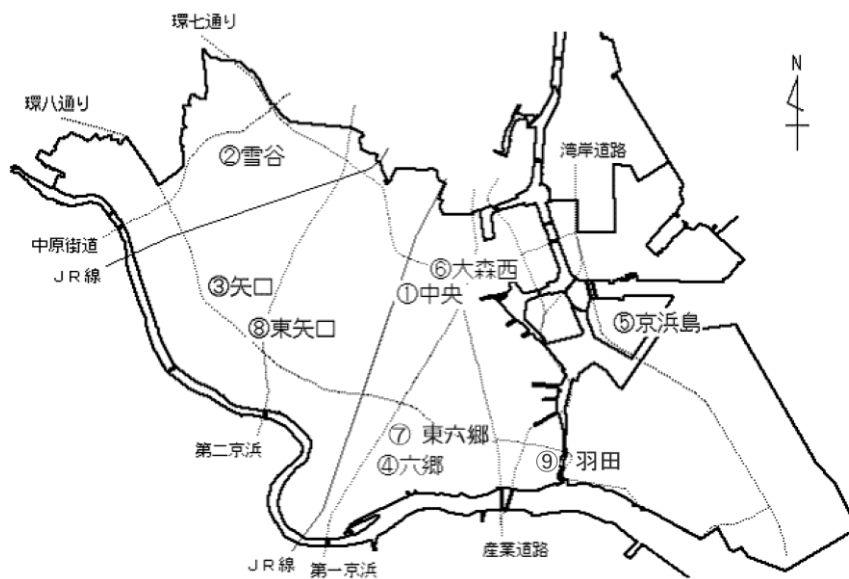 環七通り
N
環八通り
②雪谷
湾岸道路
中原街道
JR線
⑥大森西
③矢口
①中央
⑧東矢口
⑤京浜島
⑦ 東六郷
第二京浜
④六郷
⑨ 羽田
産業道路
JR線
第一京浜